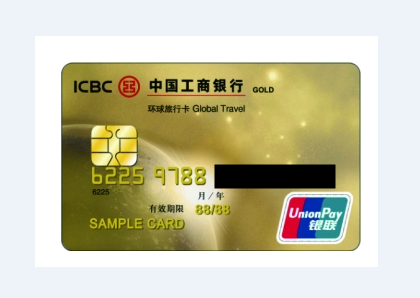 ICBC 中国工商银行 GOLD
环球旅行卡 Global Travel
6225 9788
6225
月/年
有效期限 88/88
SAMPLE CARD
UnionPay
银联